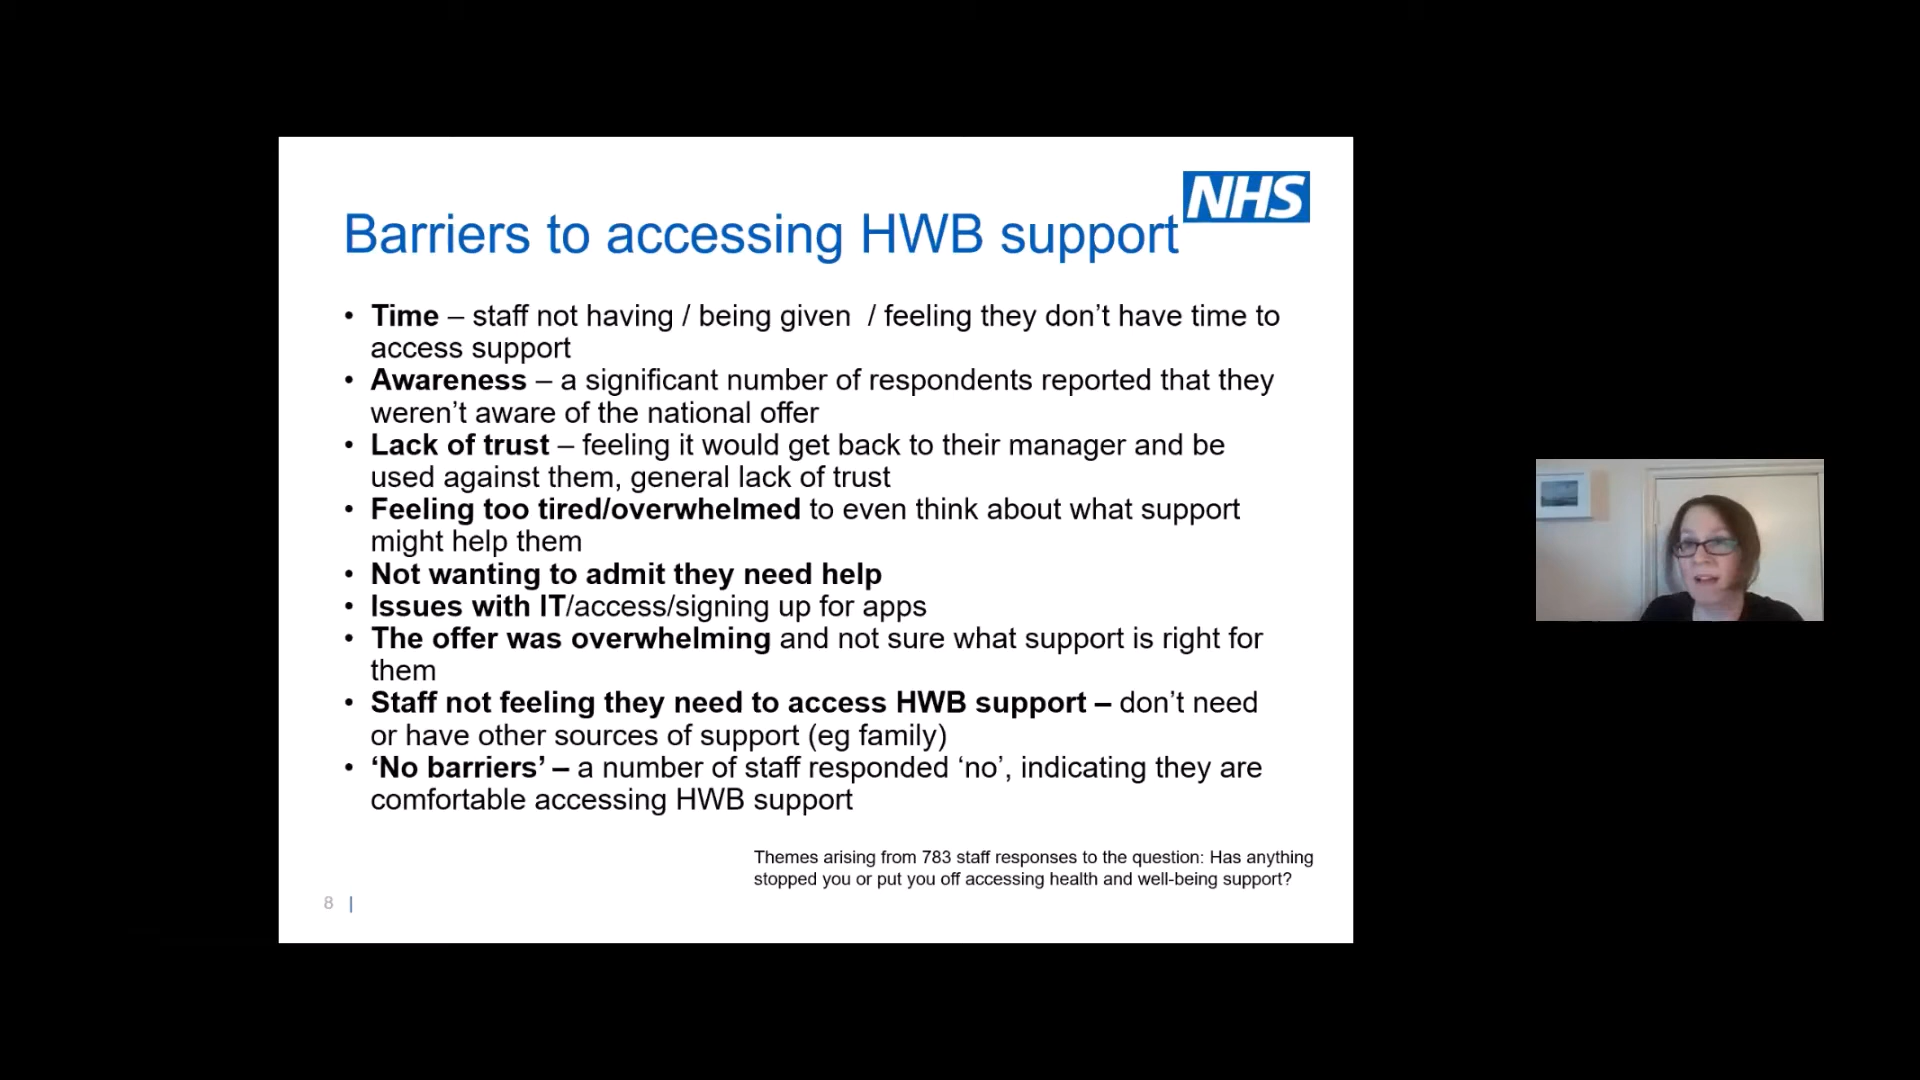 NHS
Barriers to accessing HWB support
• Time – staff not having / being given  / feeling they don’t have time to
access support
• Awareness – a significant number of respondents reported that they
weren’t aware of the national offer
• Lack of trust – feeling it would get back to their manager and be
used against them, general lack of trust
• Feeling too tired/overwhelmed to even think about what support
might help them
• Not wanting to admit they need help
• Issues with IT/access/signing up for apps
• The offer was overwhelming and not sure what support is right for
them
• Staff not feeling they need to access HWB support – don’t need
or have other sources of support (eg family)
• ‘No barriers’ – a number of staff responded ‘no’, indicating they are
comfortable accessing HWB support
Themes arising from 783 staff responses to the question: Has anything
stopped you or put you off accessing health and well-being support?
8 |